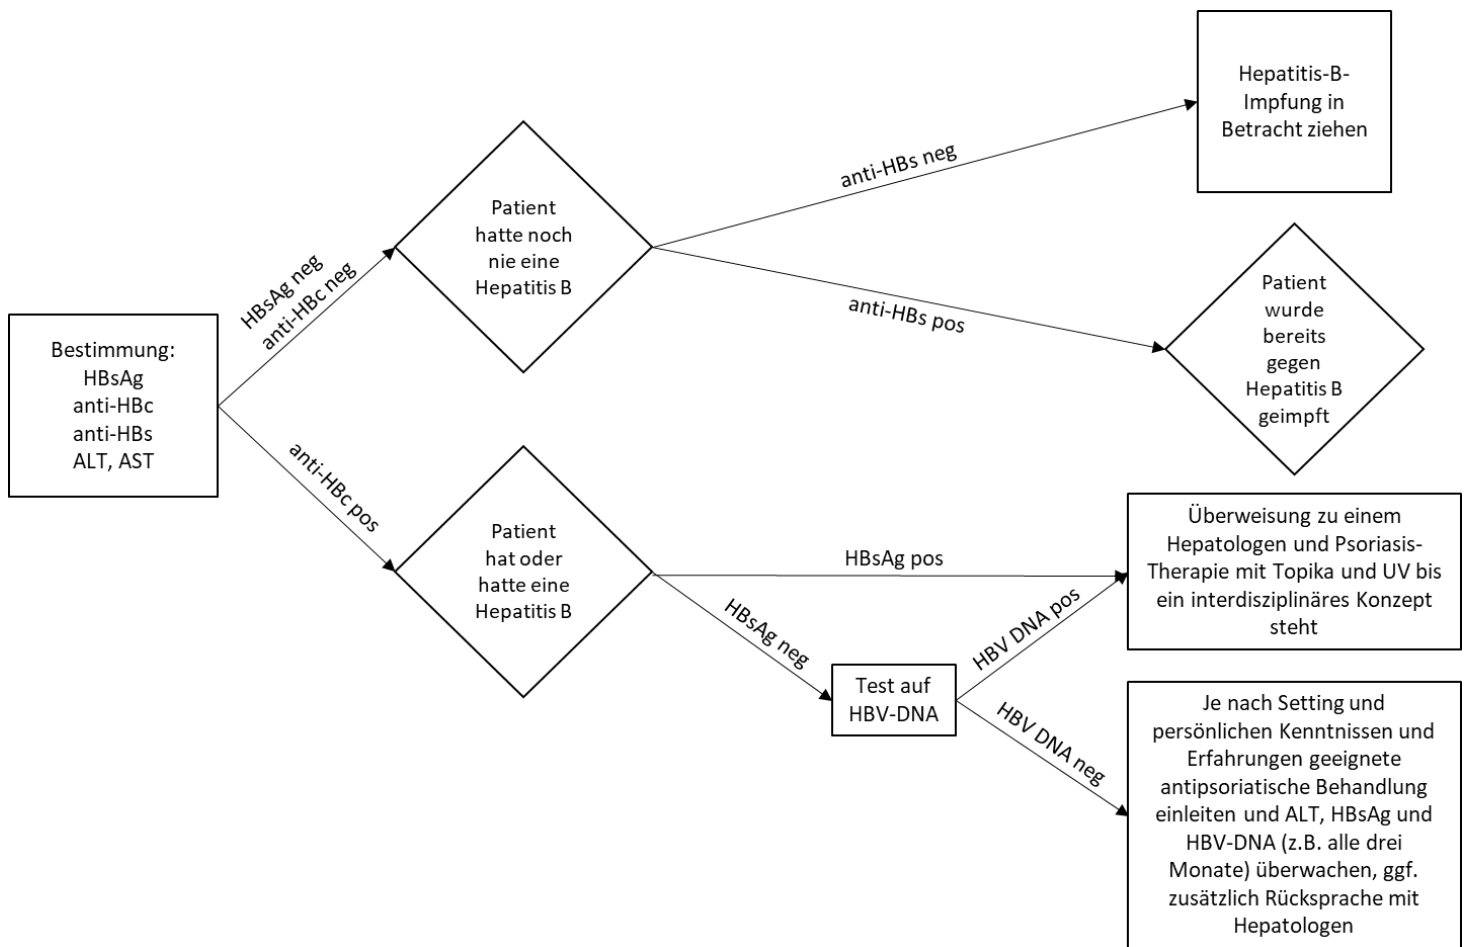 Bestimmung:
HBsAg
anti-HBc
anti-HBs
ALT, AST
HBsAg neg
anti-HBc neg
Patient
hatte noch
nie eine
Hepatitis B
anti-HBs neg
Hepatitis-B-
Impfung in
Betracht ziehen
anti-HBs pos
Patient
wurde
bereits
gegen
Hepatitis B
geimpft
anti-HBc pos
Patient
hat oder
hatte eine
Hepatitis B
HBsAg pos
HBsAg neg
Test auf
HBV-DNA
HBV DNA pos
HBV DNA neg
Überweisung zu einem
Hepatologen und Psoriasis-
Therapie mit Topika und UV bis
ein interdisziplinäres Konzept
steht
Je nach Setting und
persönlichen Kenntnissen und
Erfahrungen geeignete
antipsoriatische Behandlung
einleiten und ALT, HBsAg und
HBV-DNA (z.B. alle drei
Monate) überwachen, ggf.
zusätzlich Rücksprache mit
Hepatologen